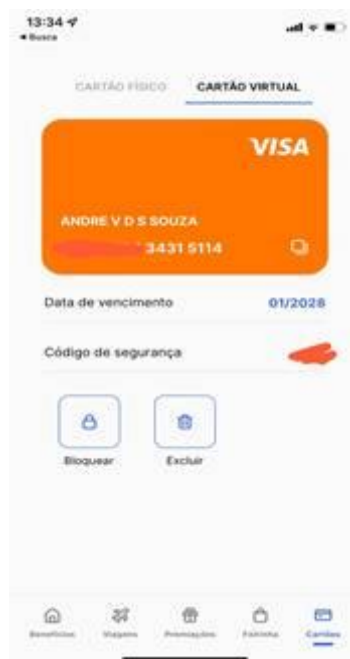 13:34
Busca
CARTÃO FÍSICO CARTÃO VIRTUAL
VISA
ANDRE V D S SOUZA
3431 5114
Data de vencimento 01/2028
Código de segurança
Bloquear Excluir
Benefícios Viagens Premiações Feirinha Cartões